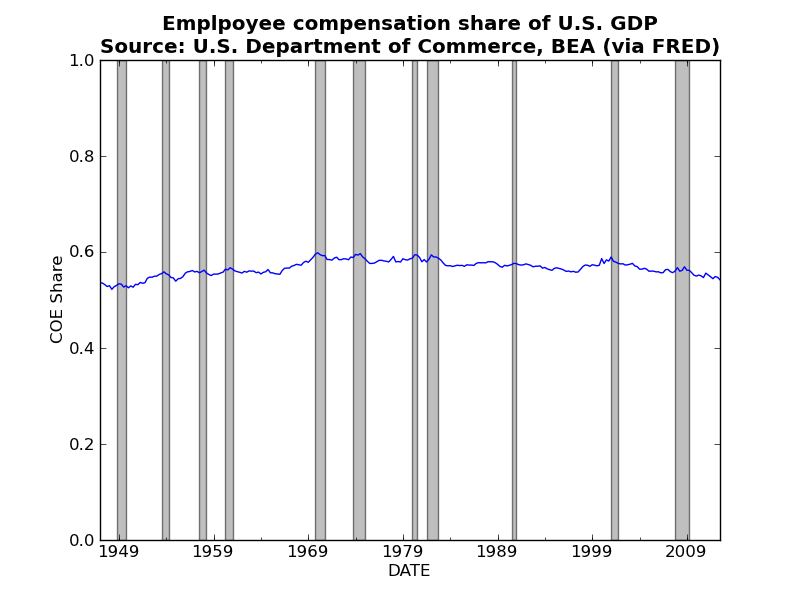 Emplpoyee compensation share of U.S. GDP
Source: U.S. Department of Commerce, BEA (via FRED)
1.0
0.8
0.6
0.4
0.2
0.0
COE Share
1949 1959 1969 1979 1989 1999 2009
DATE